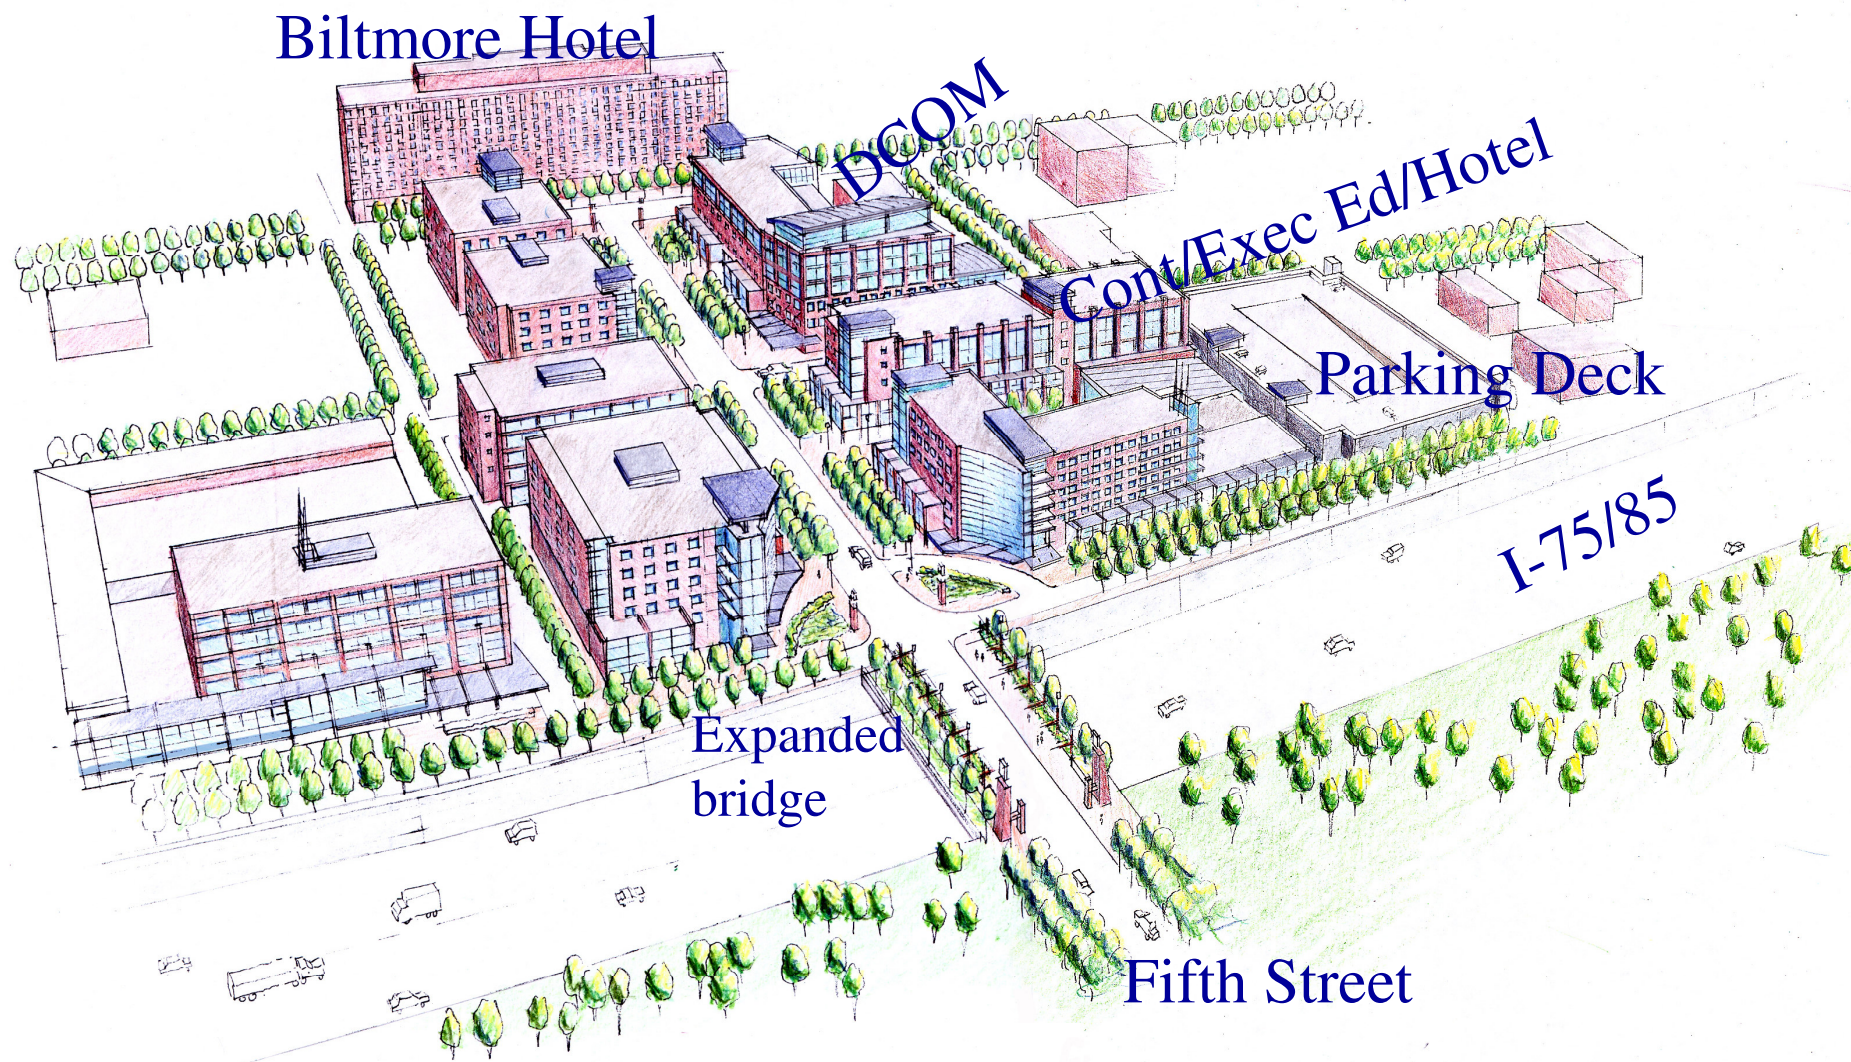 Biltmore Hotel
DCOM
Cont/Exec Ed/Hotel
Parking Deck
I-75/85
Expanded
bridge
Fifth Street